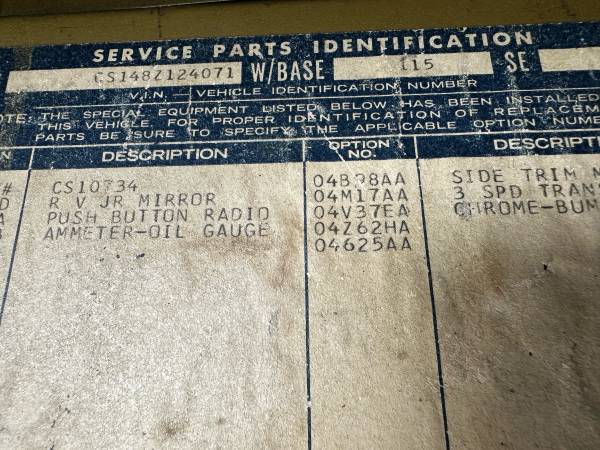 SERVICE PARTS IDENTIFICATION
CS148Z124071 W/BASE 115 SE
V.I.N. VEHICLE IDENTIFICATION NUMBER
OTE: THE SPECIAL EQUIPMENT LISTED BELOW HAS BEEN INSTALLED
THIS VEHICLE. FOR PROPER IDENTIFICATION OF REPLACEM
PARTS BE SURE TO SPECIFY THE APPLICABLE OPTION NUMBE
N DESCRIPTION OPTION NO. DESCRIPTI
# CS10734 04B98AA SIDE TRIM M
D R V JR MIRROR 04M17AA 3 SPD TRANS
A PUSH BUTTON RADIO 04V37EA CHROME-BUM
B AMMETER-OIL GAUGE 04Z62HA
04625AA